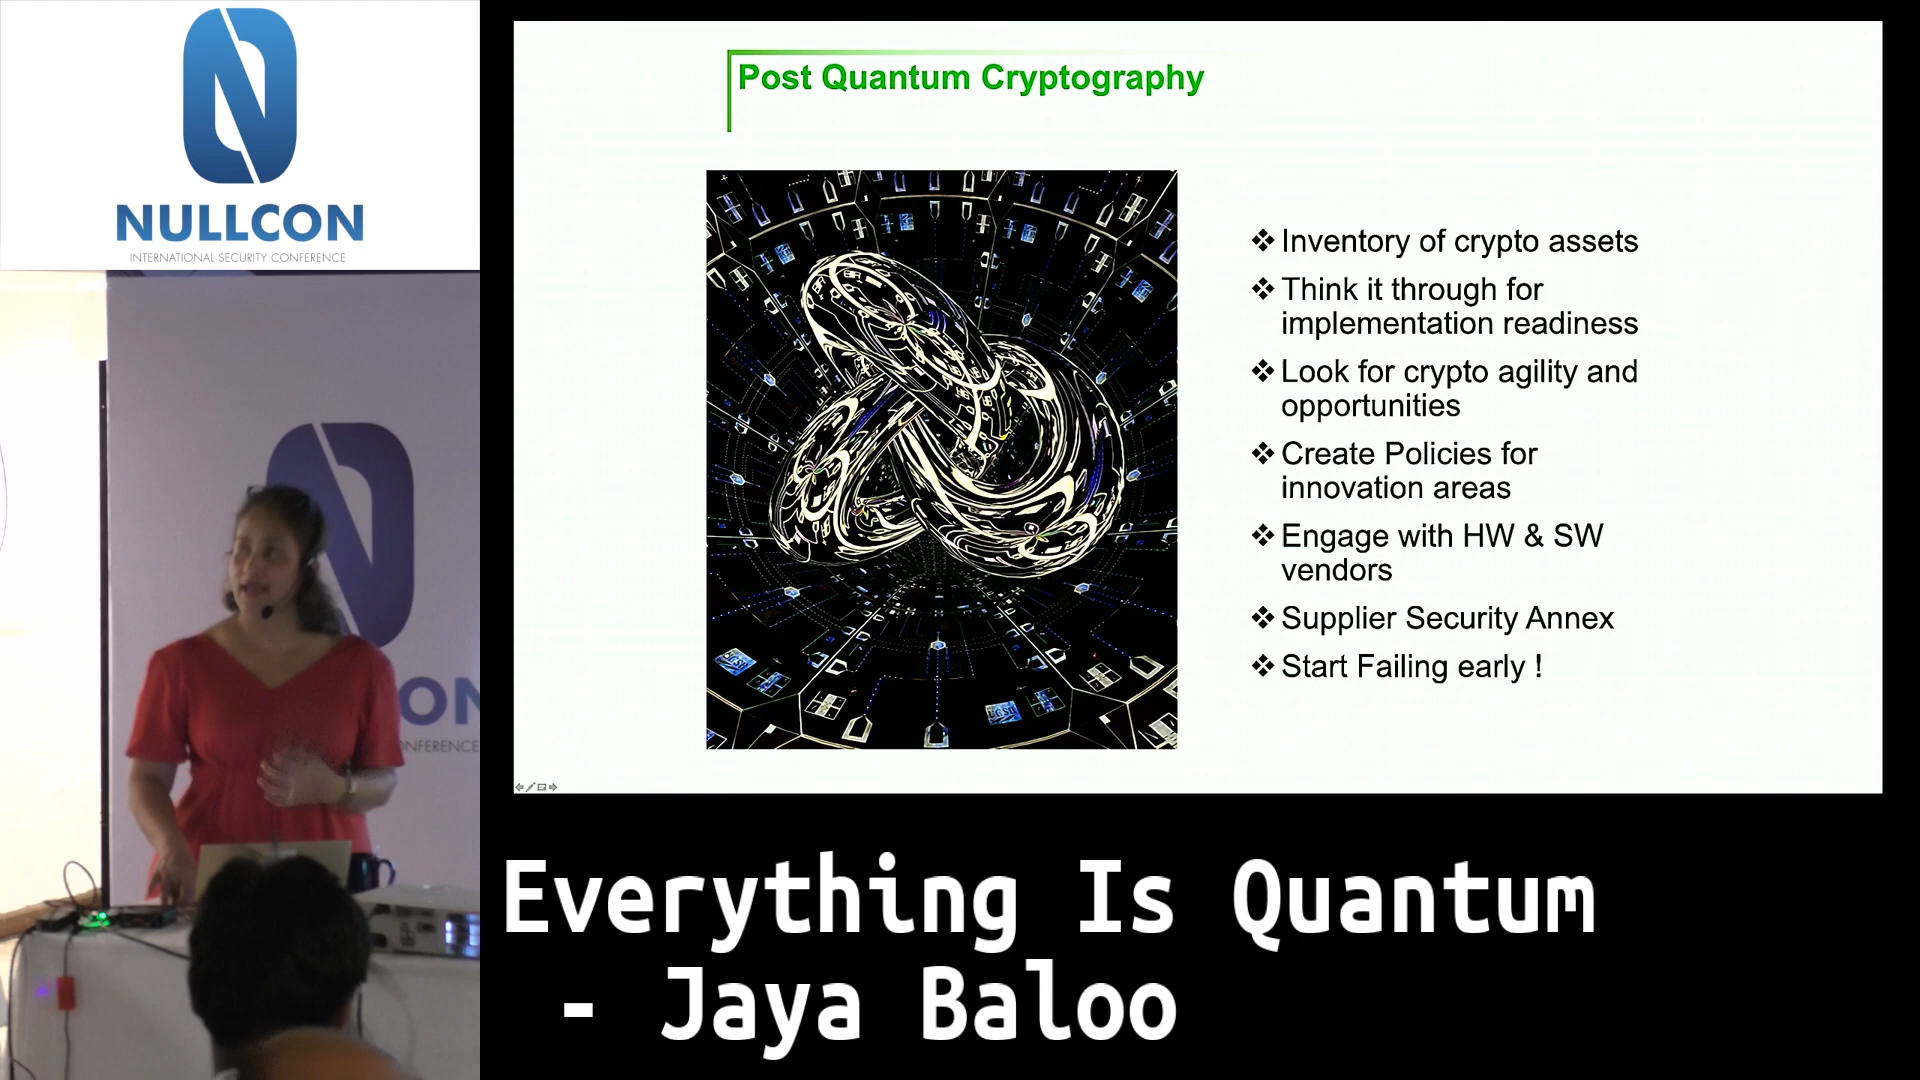 NULLCON
INTERNATIONAL SECURITY CONFERENCE
ON
ONFERENCE
Post Quantum Cryptography
❖ Inventory of crypto assets
❖ Think it through for
implementation readiness
❖ Look for crypto agility and
opportunities
❖ Create Policies for
innovation areas
❖ Engage with HW & SW
vendors
❖ Supplier Security Annex
❖ Start Failing early !
Everything Is Quantum
- Jaya Baloo